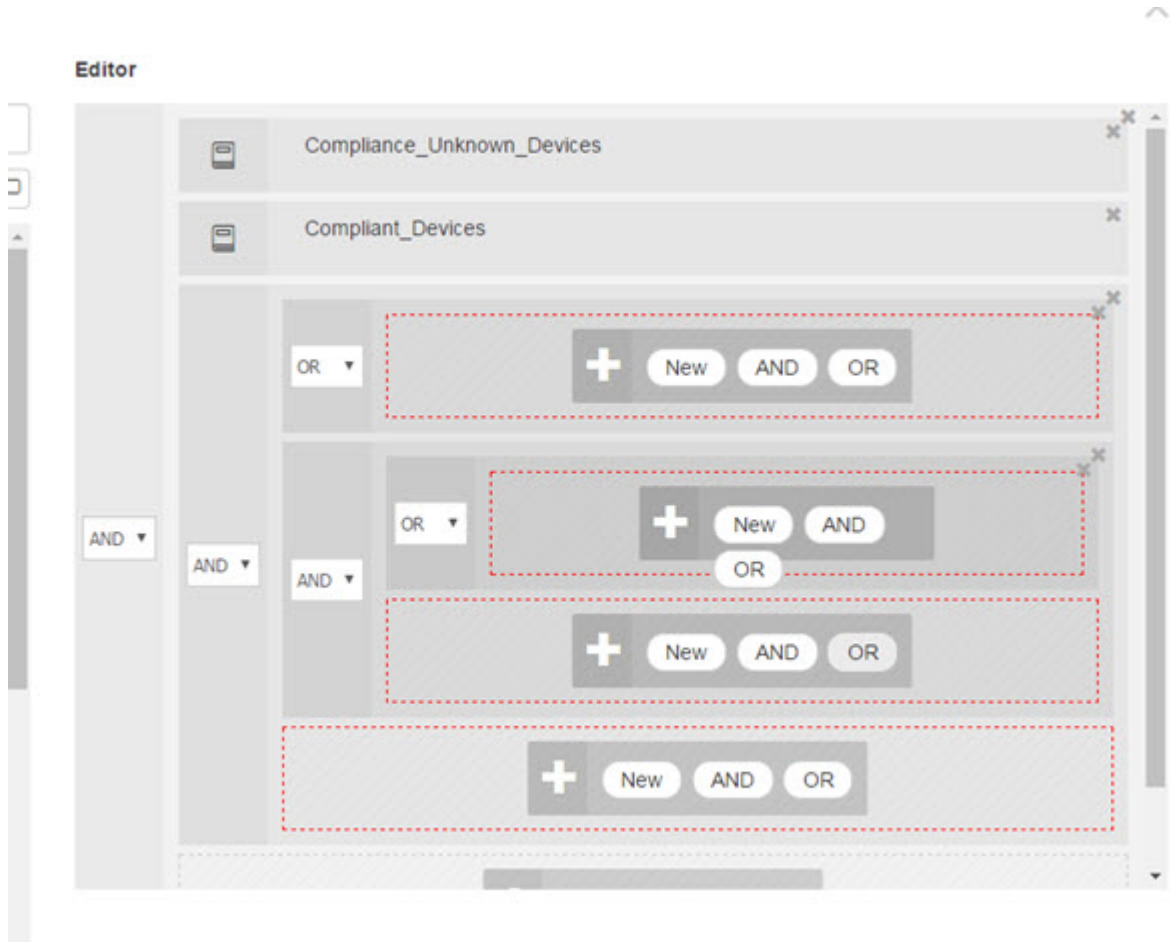 Editor
Compliance_Unknown_Devices
Compliant_Devices
OR New AND OR
OR New AND
AND AND AND OR
New AND OR
New AND OR